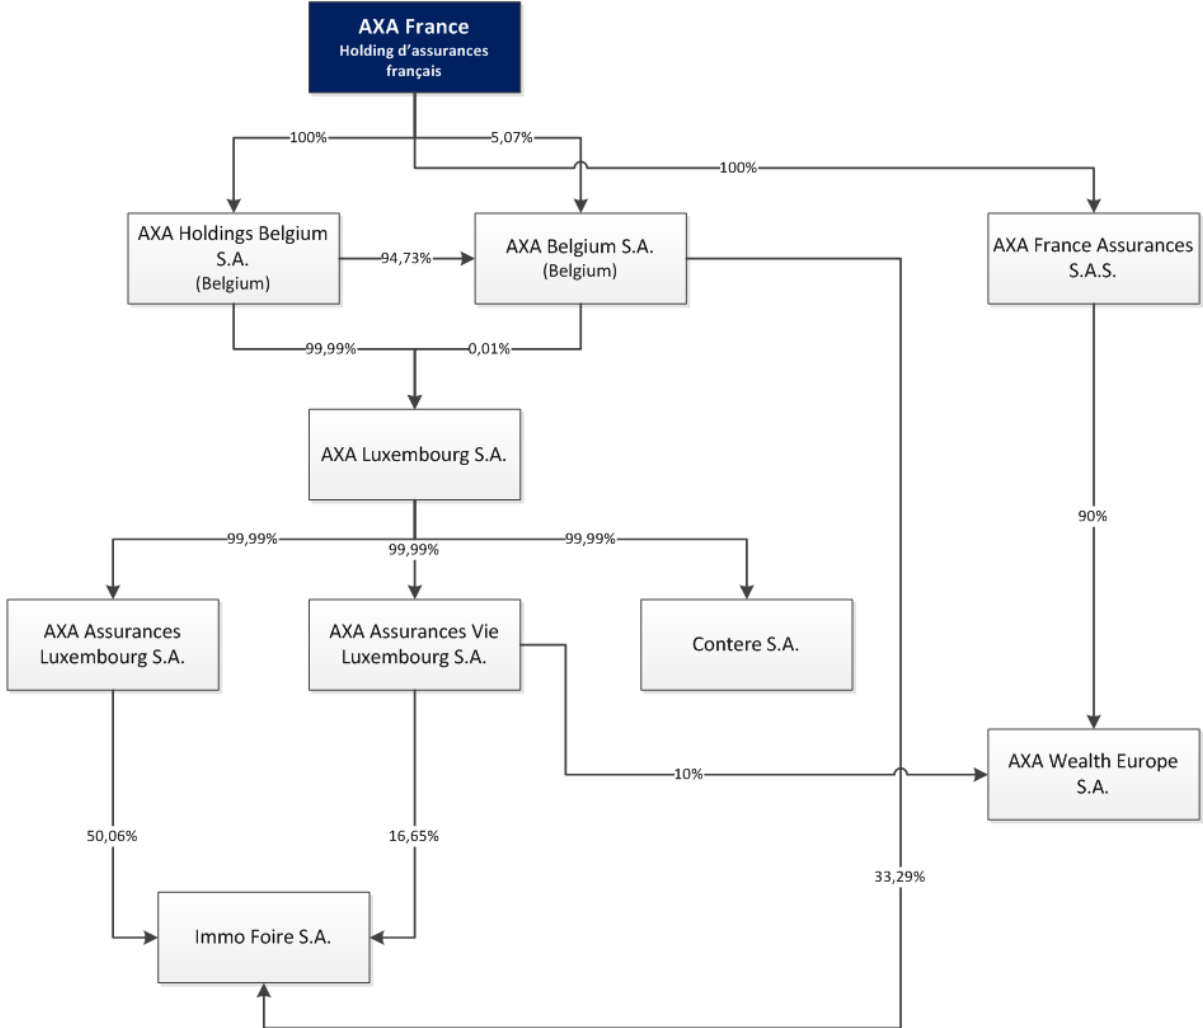 AXA France
Holding d’assurances
français
100%
5,07%
100%
AXA Holdings Belgium
S.A.
(Belgium)
94,73%
AXA Belgium S.A.
(Belgium)
AXA France Assurances
S.A.S.
99,99%
0,01%
AXA Luxembourg S.A.
99,99%
99,99%
99,99%
90%
AXA Assurances
Luxembourg S.A.
AXA Assurances Vie
Luxembourg S.A.
Contere S.A.
10%
AXA Wealth Europe
S.A.
50,06%
16,65%
33,29%
Immo Foire S.A.